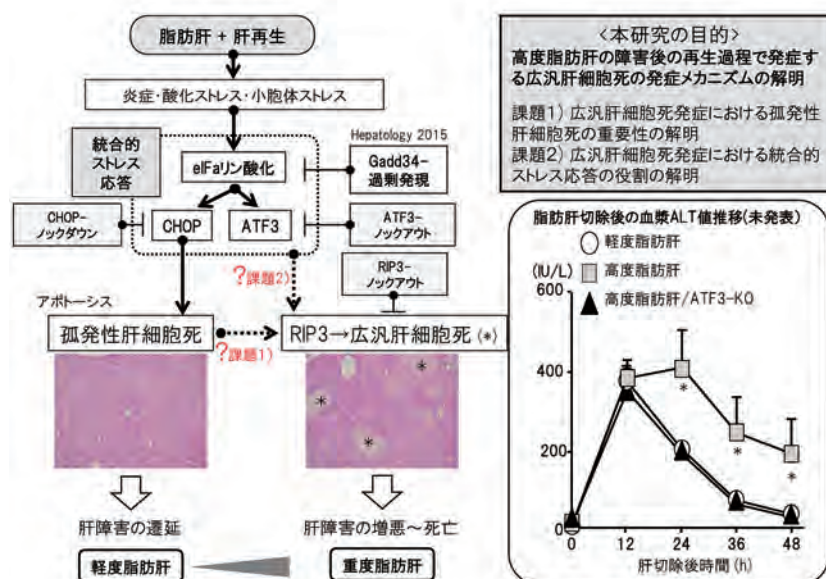 脂肪肝 + 肝再生
炎症・酸化ストレス・小胞体ストレス
Hepatology 2015
統合的
ストレス
応答
eIFaリン酸化
Gadd34-
過剰発現
CHOP-
ノックダウン
CHOP
ATF3
ATF3-
ノックアウト
?課題2)
RIP3-
ノックアウト
アポトーシス
孤発性肝細胞死
?課題1)
RIP3→広汎肝細胞死 (*)
*
*
*
肝障害の遷延
肝障害の増悪～死亡
軽度脂肪肝
重度脂肪肝
<本研究の目的>
高度脂肪肝の障害後の再生過程で発症す
る広汎肝細胞死の発症メカニズムの解明
課題1) 広汎肝細胞死発症における孤発性
肝細胞死の重要性の解明
課題2) 広汎肝細胞死発症における統合的
ストレス応答の役割の解明
脂肪肝切除後の血漿ALT値推移(未発表)
軽度脂肪肝
(IU/L)
高度脂肪肝
高度脂肪肝/ATF3-KO
600
400
200
0
*
*
*
0 12 24 36 48
肝切除後時間 (h)